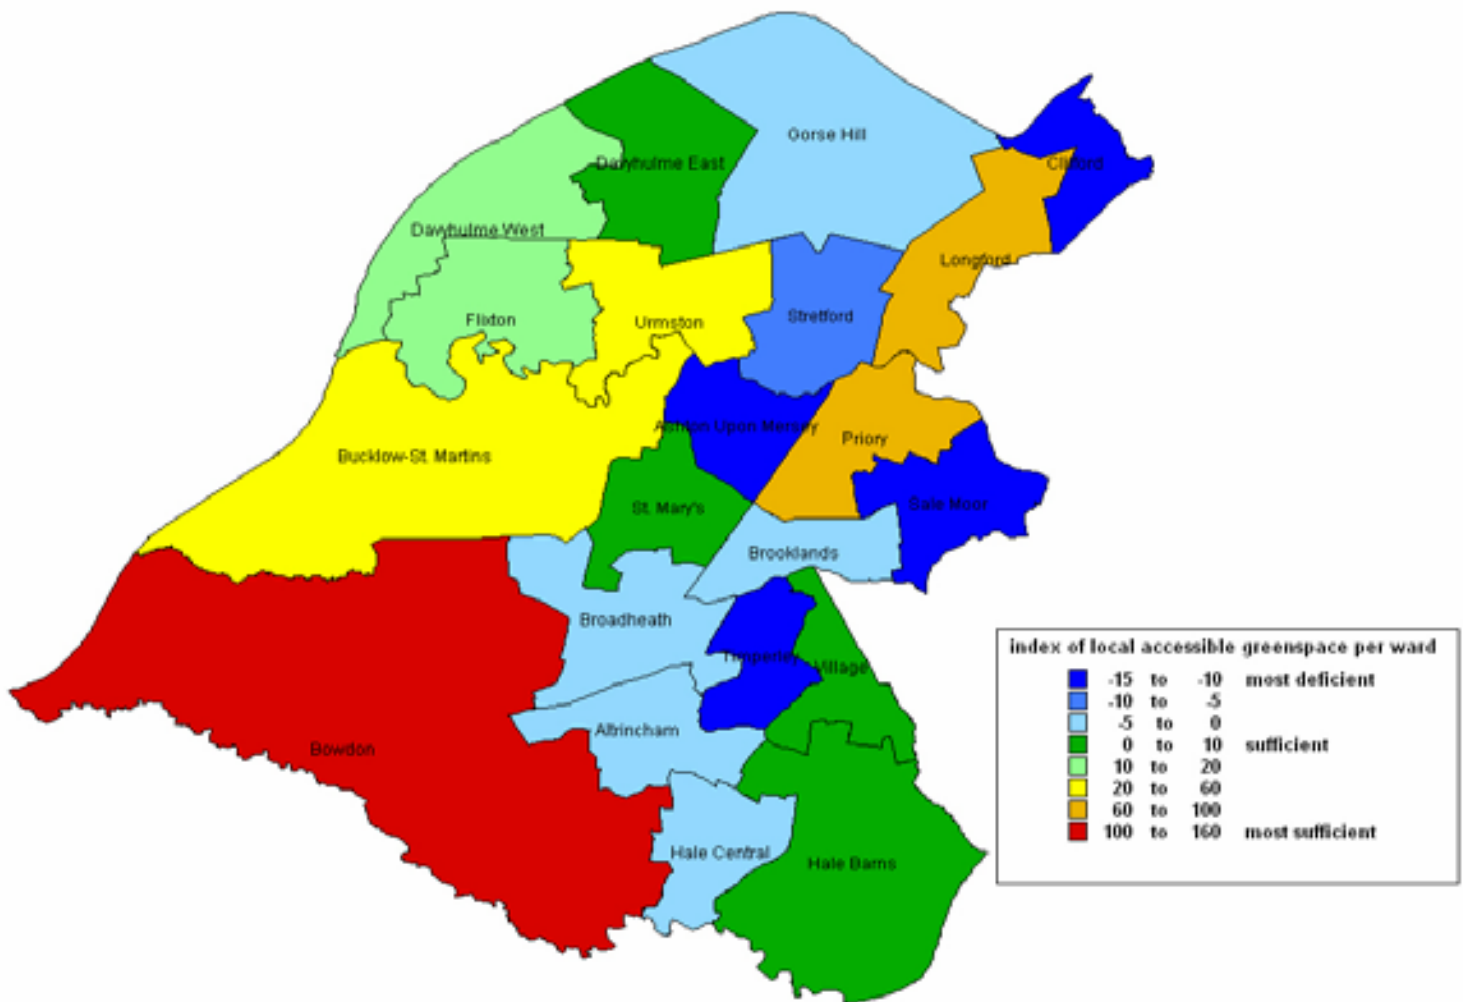 Gorse Hill
Clifford
Davyhulme East
Davyhulme West
Longford
Flixton
Urmston
Stretford
Ashton Upon Mersey
Priory
Bucklow-St. Martins
St. Mary's
Sale Moor
Brooklands
Broadheath
Timperley
Village
Altrincham
Bowdon
Hale Central
Hale Barns
index of local accessible greenspace per ward
-15 to -10 most deficient
-10 to -5
-5 to 0
0 to 10 sufficient
10 to 20
20 to 60
60 to 100
100 to 160 most sufficient